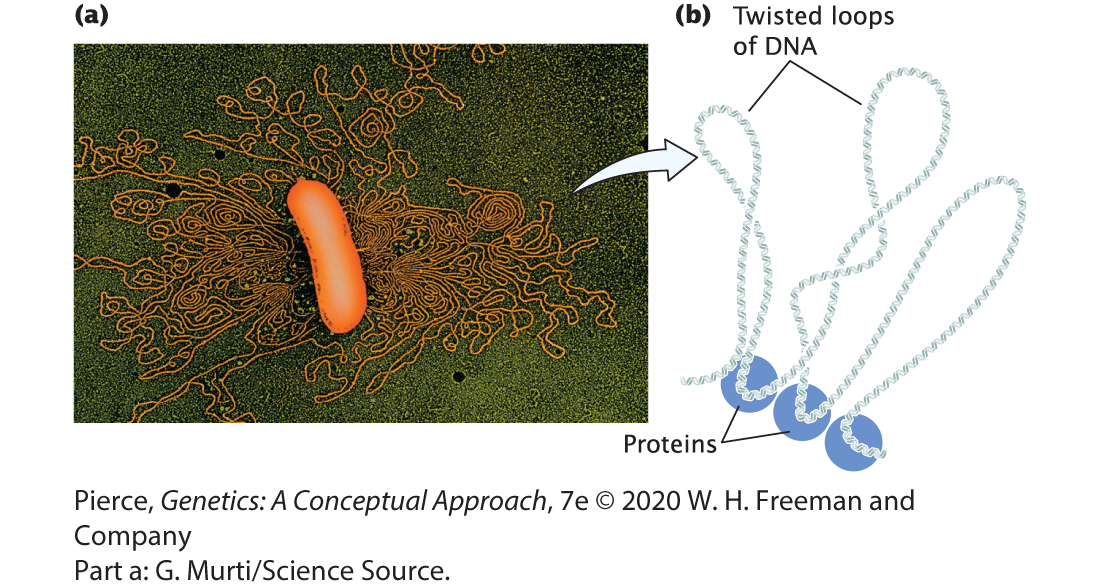 (a)
(b) Twisted loops
of DNA
Proteins
Pierce, Genetics: A Conceptual Approach, 7e © 2020 W. H. Freeman and
Company
Part a: G. Murti/Science Source.